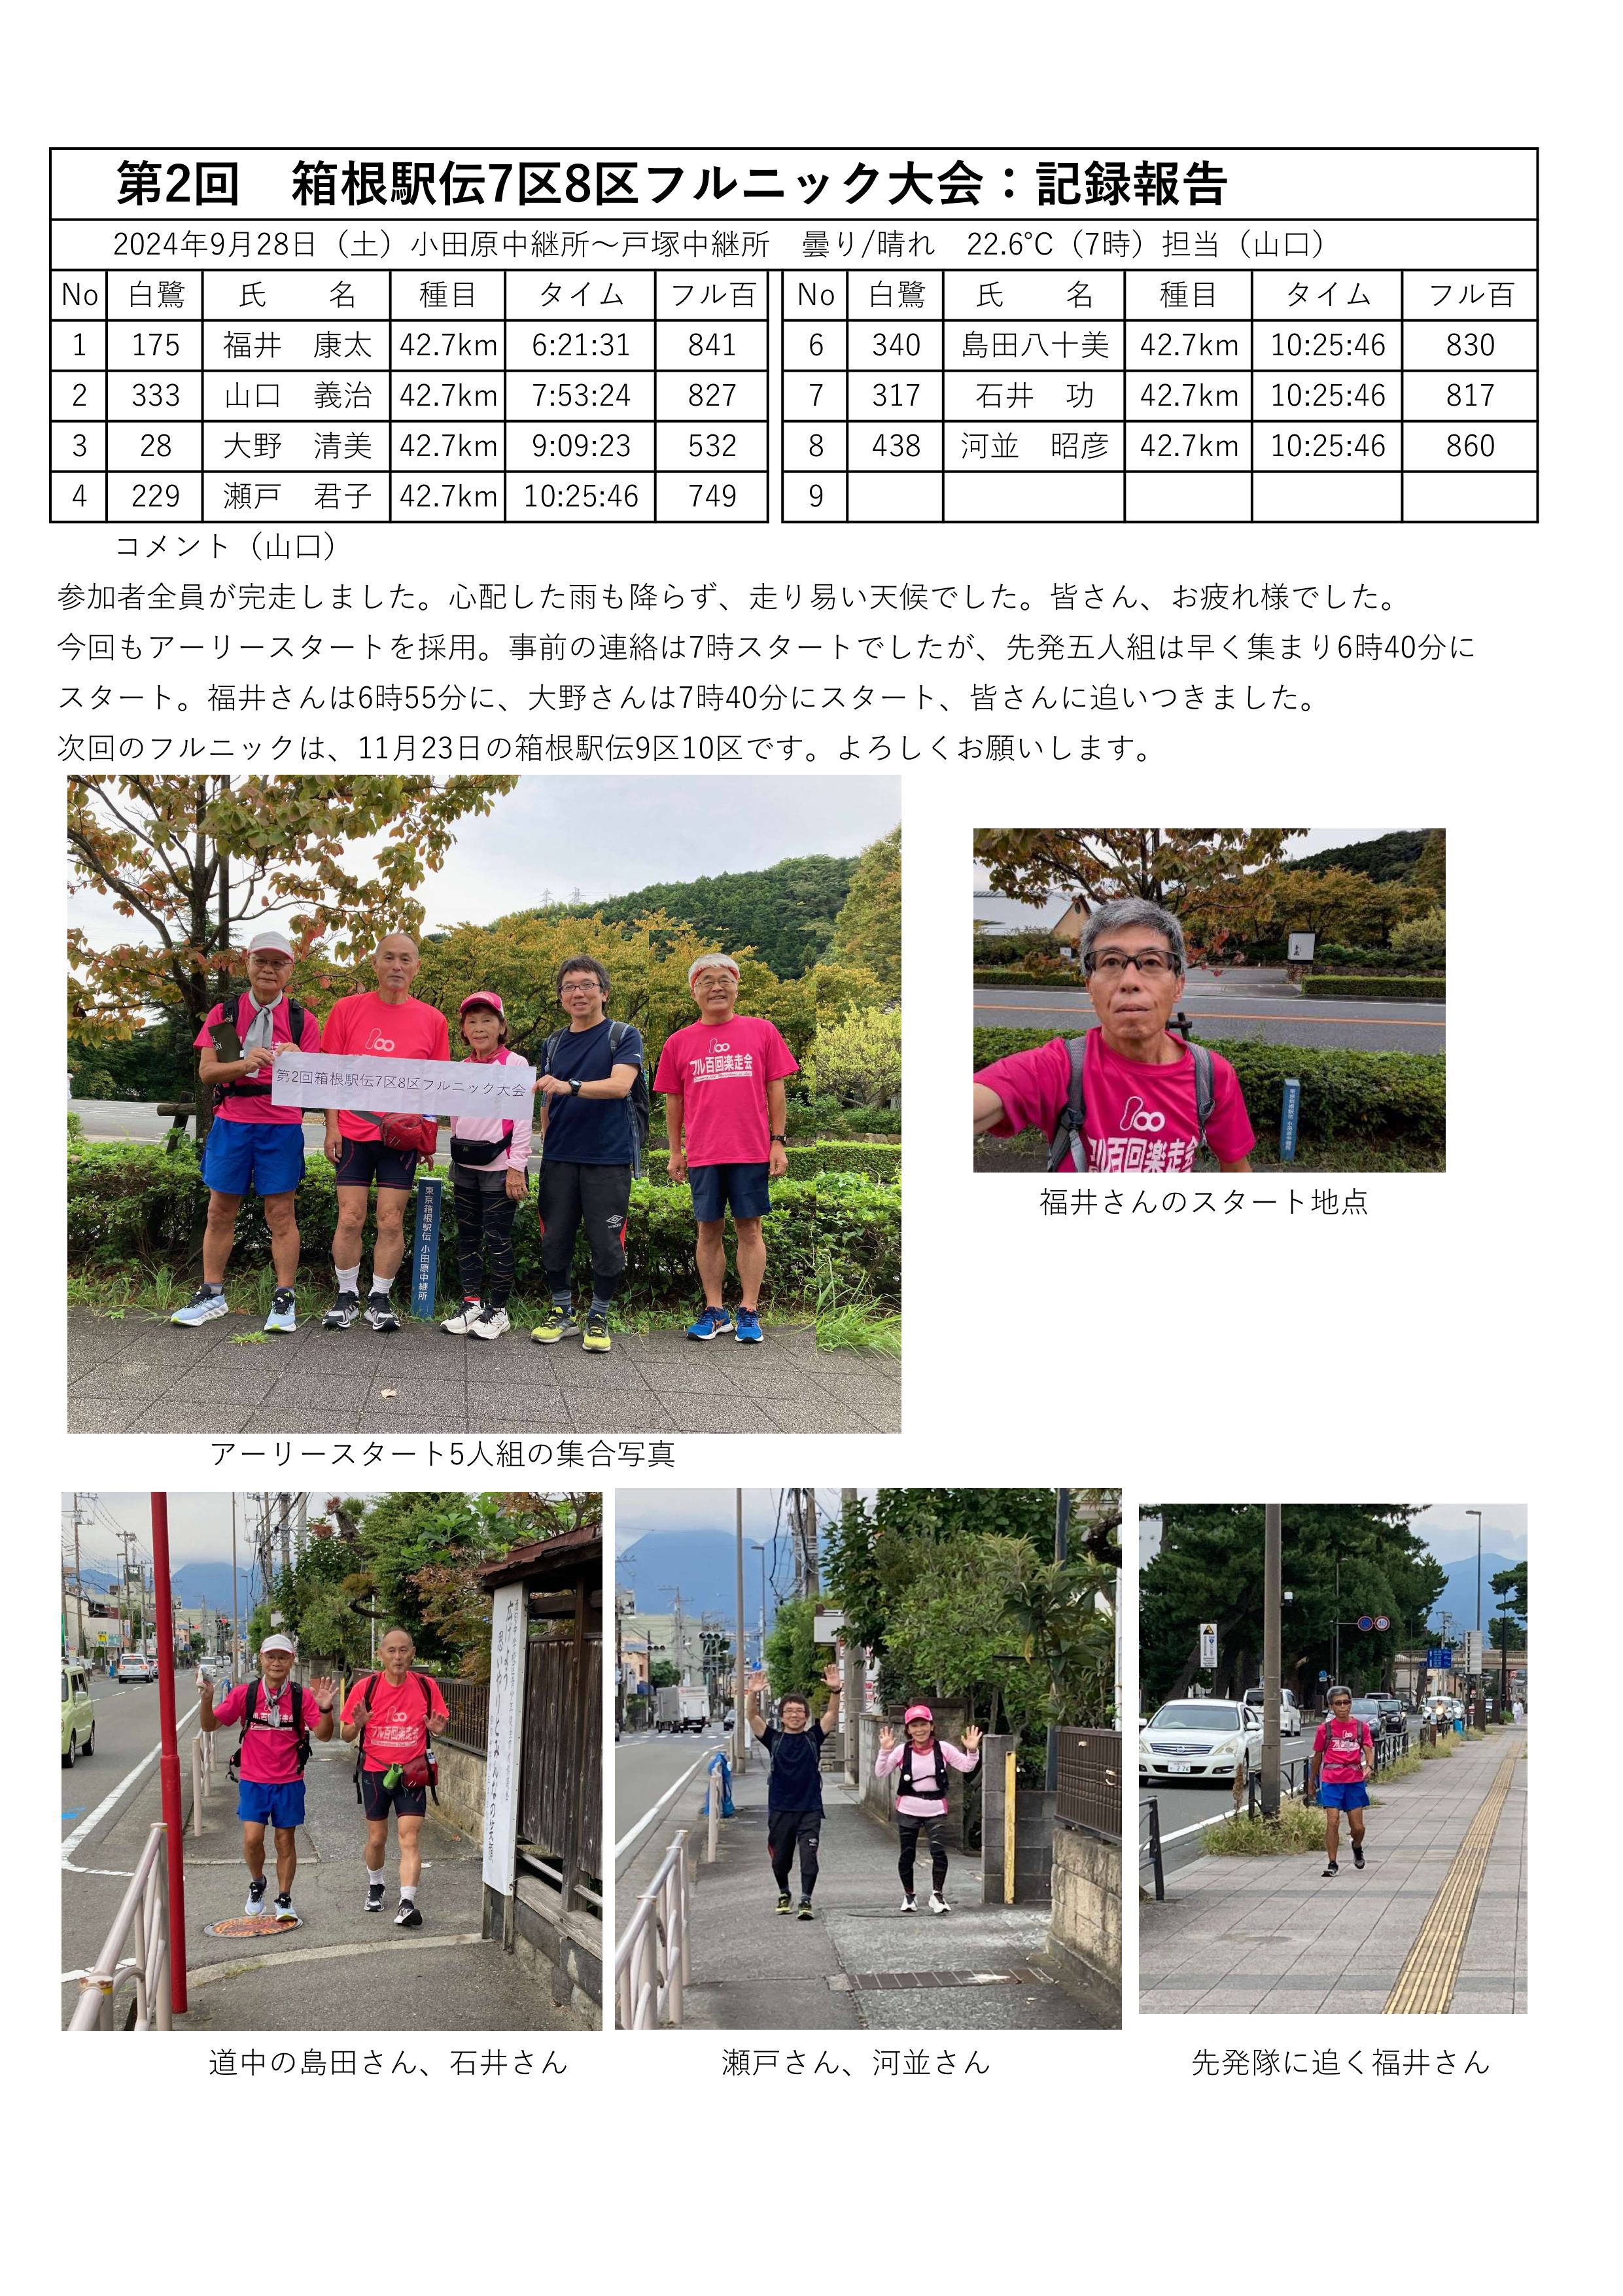 第2回　箱根駅伝7区8区フルニック大会：記録報告
2024年9月28日（土）小田原中継所～戸塚中継所　曇り/晴れ　22.6℃（7時）担当（山口）
No 白鷺 氏　名 種目 タイム フル百 No 白鷺 氏　名 種目 タイム フル百
1 175 福井　康太 42.7km 6:21:31 841 6 340 島田八十美 42.7km 10:25:46 830
2 333 山口　義治 42.7km 7:53:24 827 7 317 石井　功 42.7km 10:25:46 817
3 28 大野　清美 42.7km 9:09:23 532 8 438 河並　昭彦 42.7km 10:25:46 860
4 229 瀬戸　君子 42.7km 10:25:46 749 9
コメント（山口）
参加者全員が完走しました。心配した雨も降らず、走り易い天候でした。皆さん、お疲れ様でした。
今回もアーリースタートを採用。事前の連絡は7時スタートでしたが、先発五人組は早く集まり6時40分に
スタート。福井さんは6時55分に、大野さんは7時40分にスタート、皆さんに追いつきました。
次回のフルニックは、11月23日の箱根駅伝9区10区です。よろしくお願いします。
第2回箱根駅伝7区8区フルニック大会
100
フル百回楽走会
東京箱根駅伝 小田原中継所
100
フル百回楽走会
福井さんのスタート地点
アーリースタート5人組の集合写真
フル百回楽走会
道中の島田さん、石井さん
瀬戸さん、河並さん
先発隊に追く福井さん